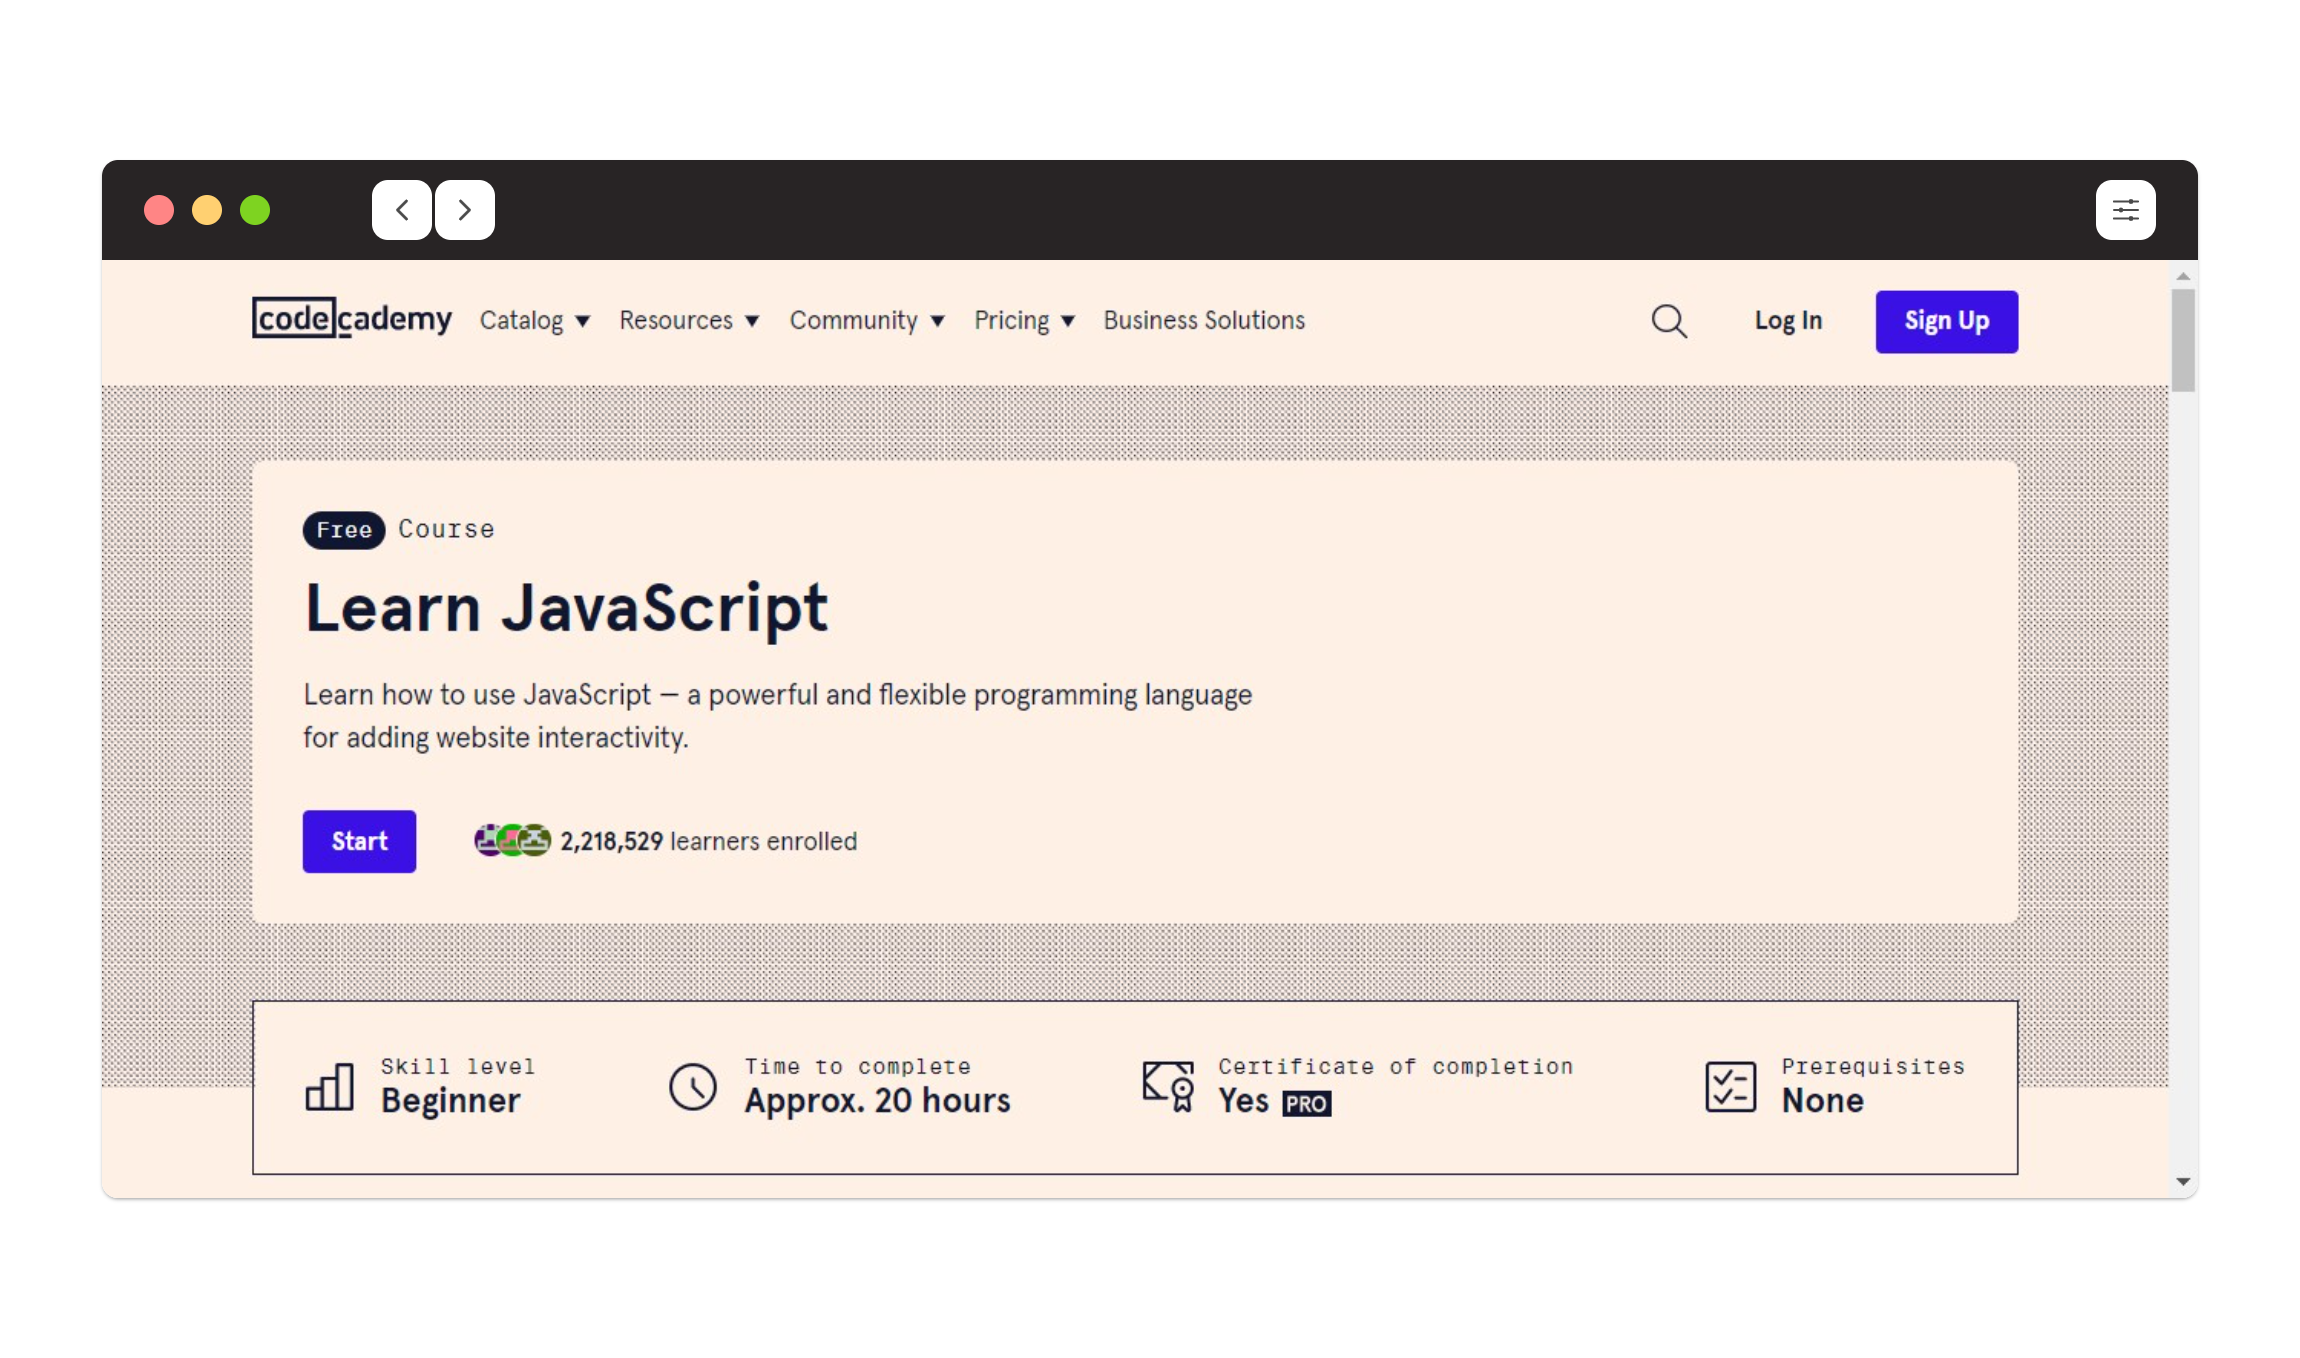 codecademy Catalog Resources Community Pricing Business Solutions Log In Sign Up
Free Course
Learn JavaScript
Learn how to use JavaScript – a powerful and flexible programming language
for adding website interactivity.
Start 2,218,529 learners enrolled
Skill level Time to complete Certificate of completion Prerequisites
Beginner Approx. 20 hours Yes PRO None